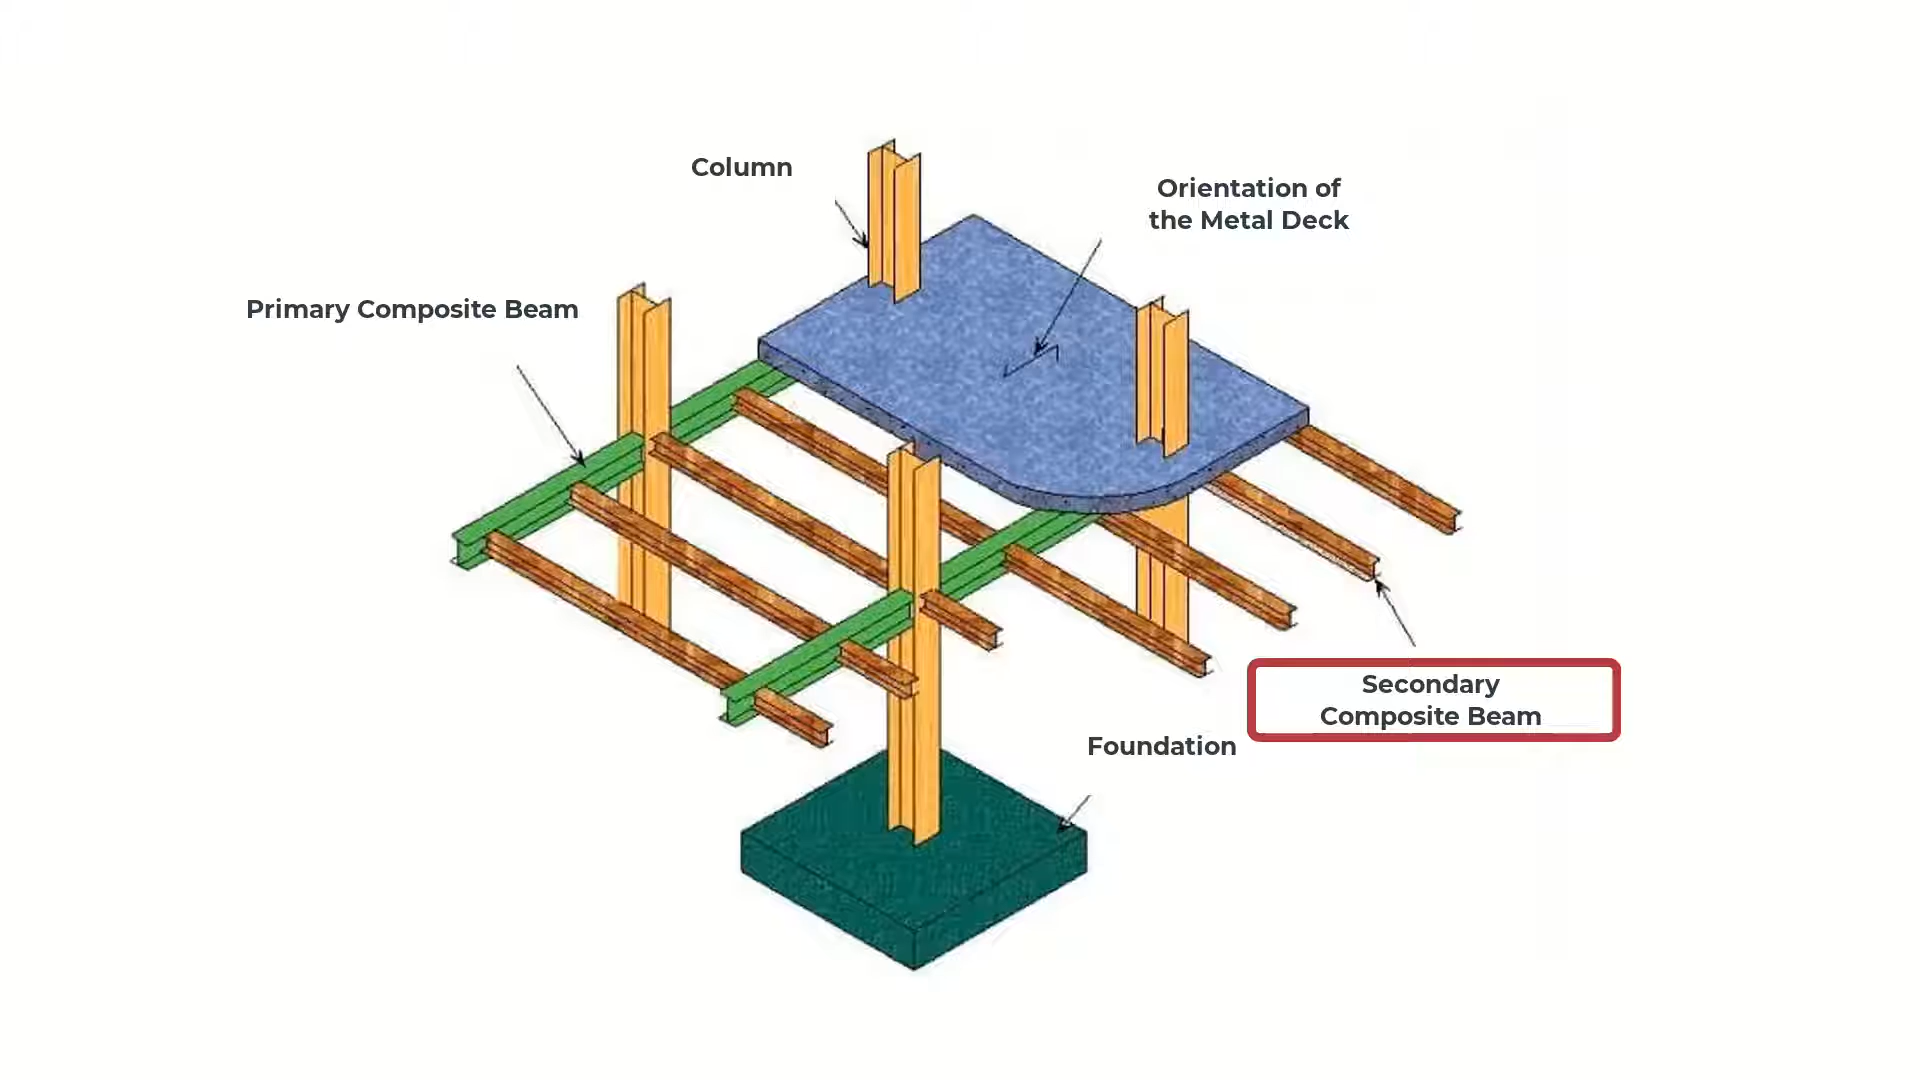 Column
Orientation of
the Metal Deck
Primary Composite Beam
Secondary
Composite Beam
Foundation